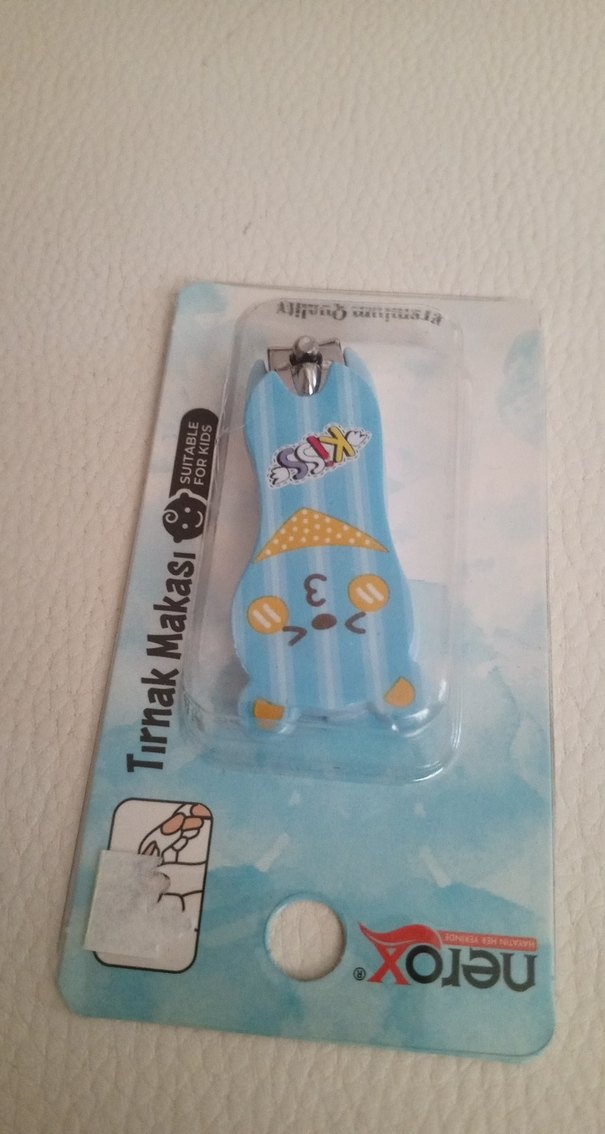 nerox®
HAYATIN HER YERİNDE
KISS
Premium Quality
Tırnak Makası
SUITABLE
FOR KIDS